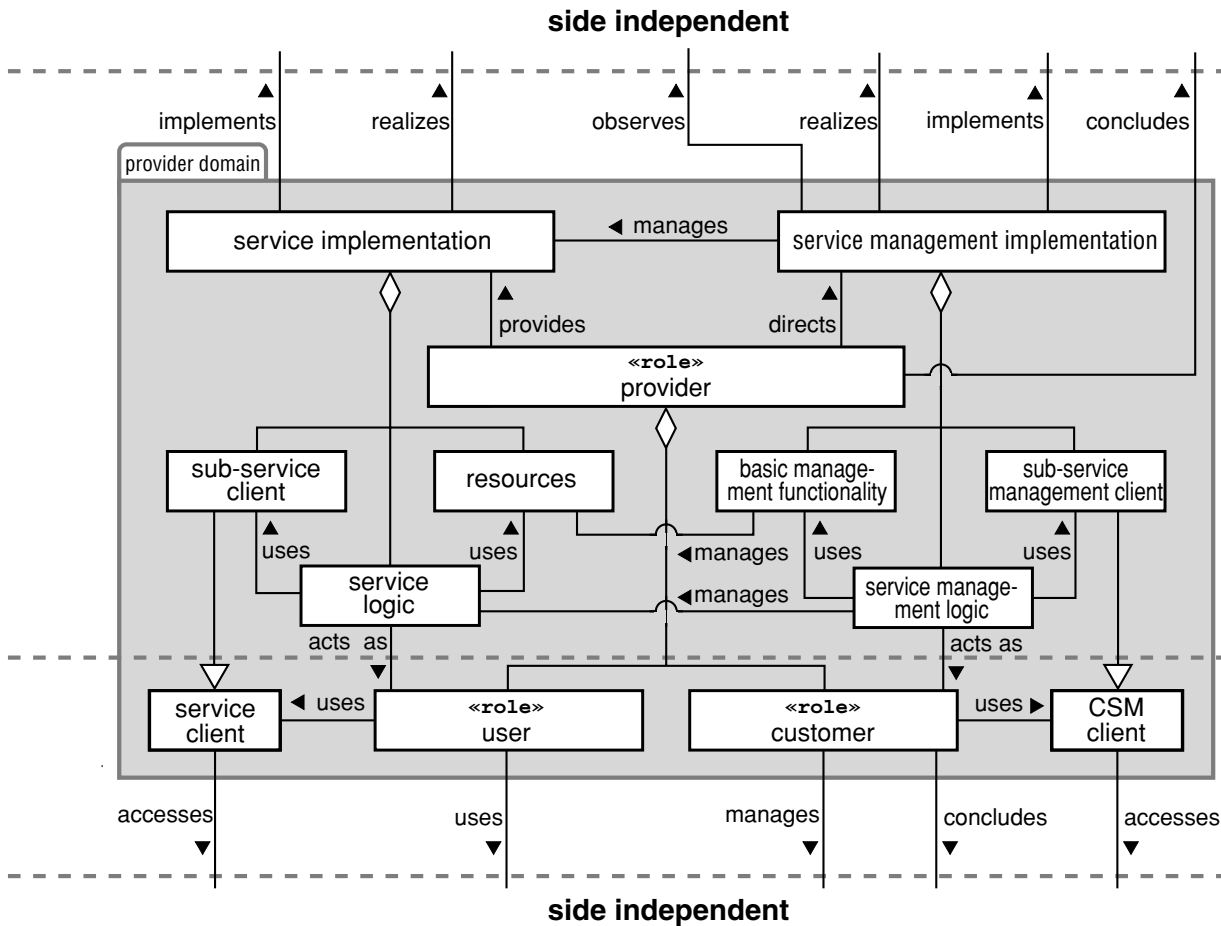 side independent
implements
realizes
observes
realizes
implements
concludes
provider domain
service implementation
manages
service management implementation
provides
directs
«role»
provider
sub-service
client
resources
basic manage-
ment functionality
sub-service
management client
uses
uses
manages
uses
uses
service
logic
manages
service manage-
ment logic
acts as
acts as
service
client
uses
«role»
user
«role»
customer
uses
CSM
client
accesses
uses
manages
concludes
accesses
side independent